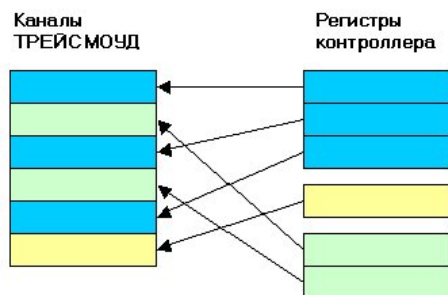 Каналы
ТРЕЙС МОУД
Регистры
контроллера